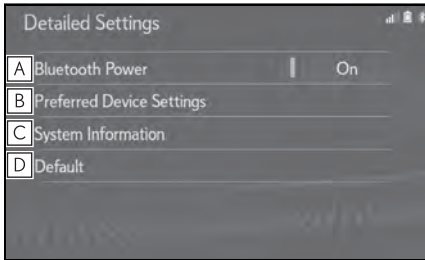 Detailed Settings
A Bluetooth Power On
B Preferred Device Settings
C System Information
D Default